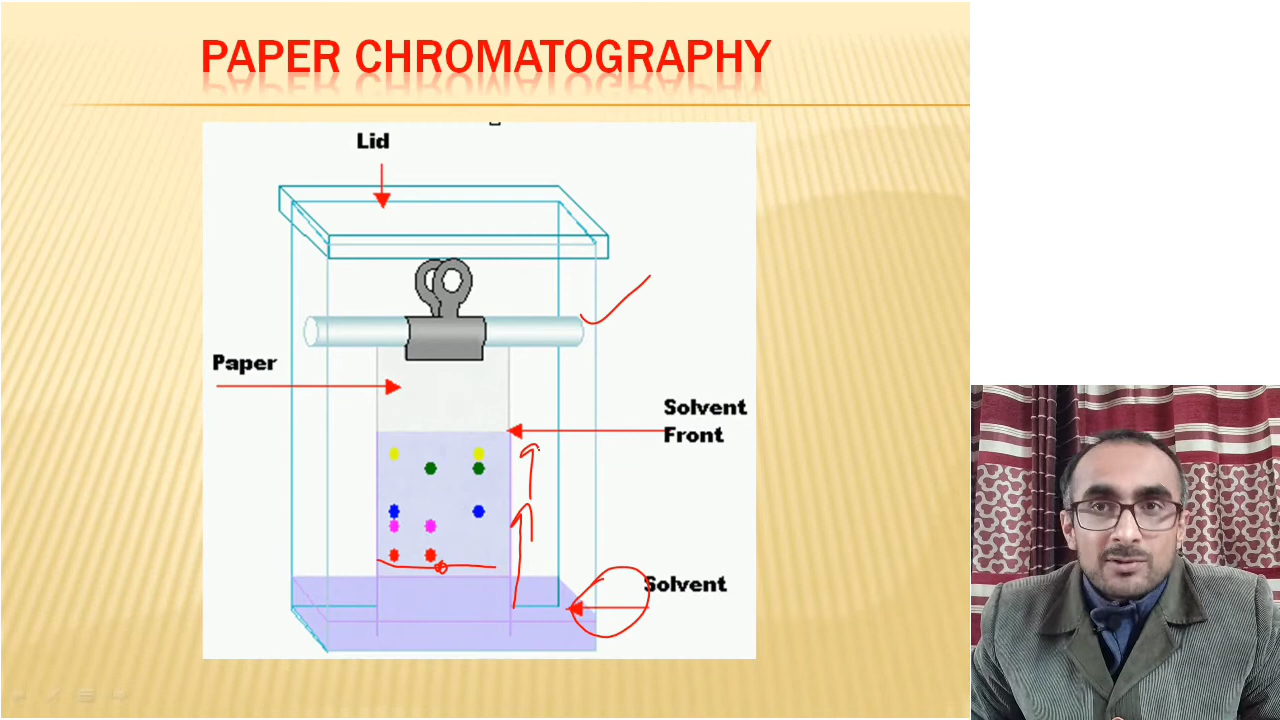 PAPER CHROMATOGRAPHY
Lid
Paper
Solvent
Front
Solvent